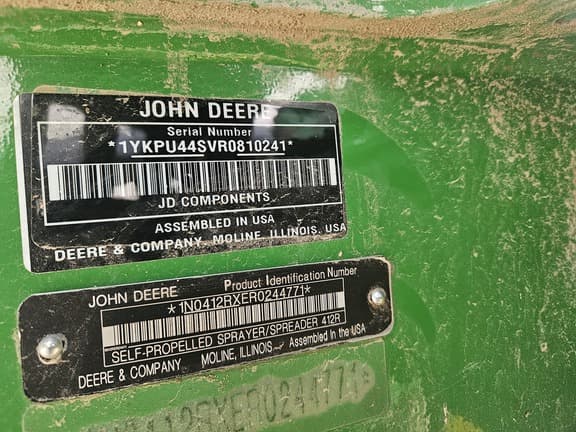 JOHN DEERE
Serial Number
*1YKPU44SVR0810241*
JD COMPONENTS
ASSEMBLED IN USA
DEERE & COMPANY MOLINE, ILLINOIS, USA
JOHN DEERE Product Identification Number
*1N0412RXER0244771*
SELF-PROPELLED SPRAYER/SPREADER 412R
DEERE & COMPANY MOLINE, ILLINOIS Assembled in the USA
N0412RXER0244771*